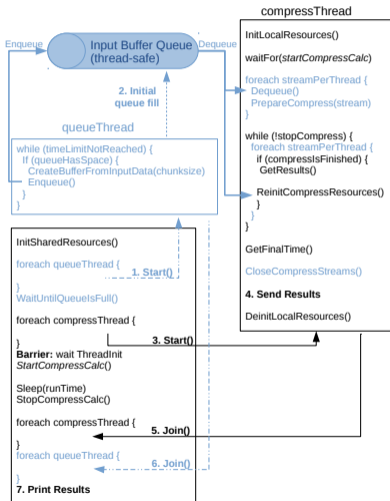 compressThread
Enqueue
Input Buffer Queue
(thread-safe)
Dequeue
2. Initial
queue fill
queueThread
while (timeLimitNotReached) {
If (queueHasSpace) {
CreateBufferFromInputData(chunksize)
Enqueue()
}
}
InitLocalResources()
waitFor(startCompressCalc)
foreach streamPerThread {
Dequeue()
PrepareCompress(stream)
}
while (!stopCompress) {
foreach streamPerThread {
if (compressIsFinished) {
GetResults()
ReinitCompressResources()
}
}
}
GetFinalTime()
CloseCompressStreams()
4. Send Results
DeinitLocalResources()
InitSharedResources()
foreach queueThread {
1. Start()
}
WaitUntilQueueIsFull()
foreach compressThread {
3. Start()
}
Barrier: wait ThreadInit
StartCompressCalc()
Sleep(runTime)
StopCompressCalc()
foreach compressThread {
5. Join()
}
foreach queueThread {
6. Join()
}
7. Print Results